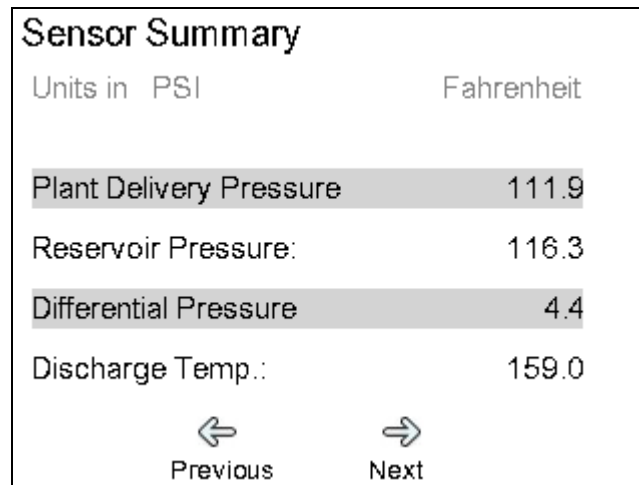 Sensor Summary
Units in PSI Fahrenheit
Plant Delivery Pressure 111.9
Reservoir Pressure: 116.3
Differential Pressure 4.4
Discharge Temp.: 159.0
Previous Next